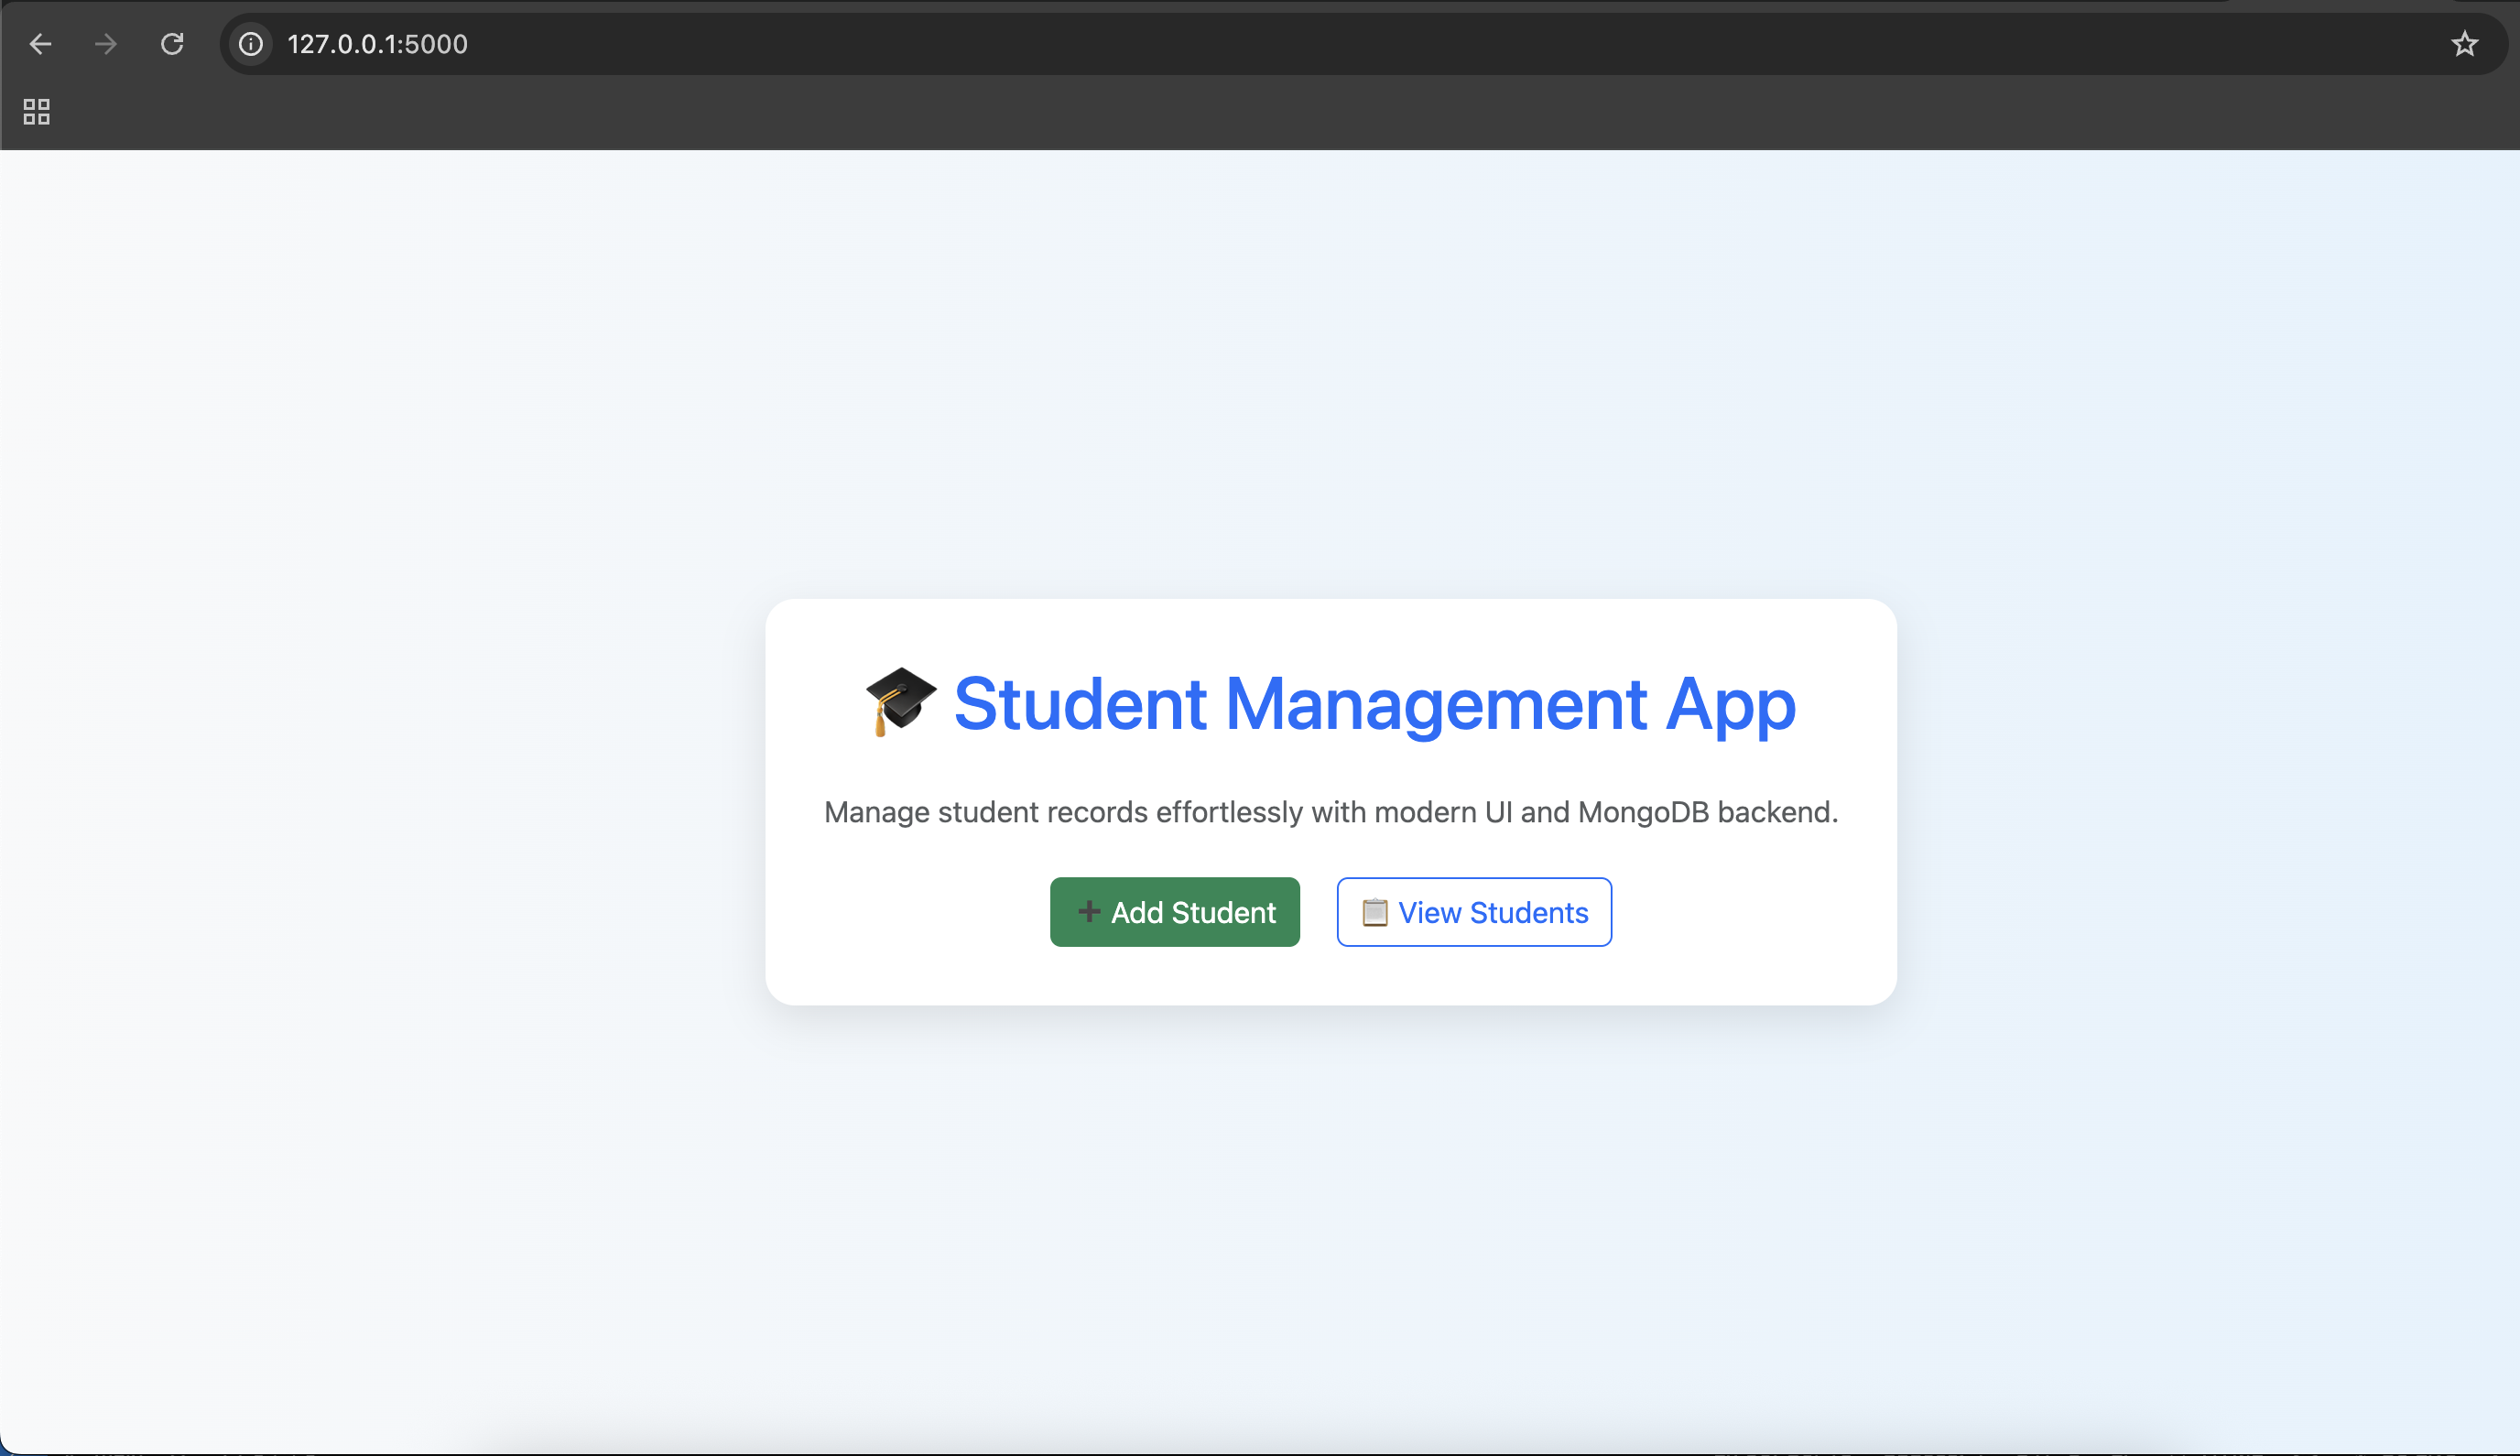 127.0.0.1:5000
🎓 Student Management App
Manage student records effortlessly with modern UI and MongoDB backend.
➕ Add Student
📋 View Students